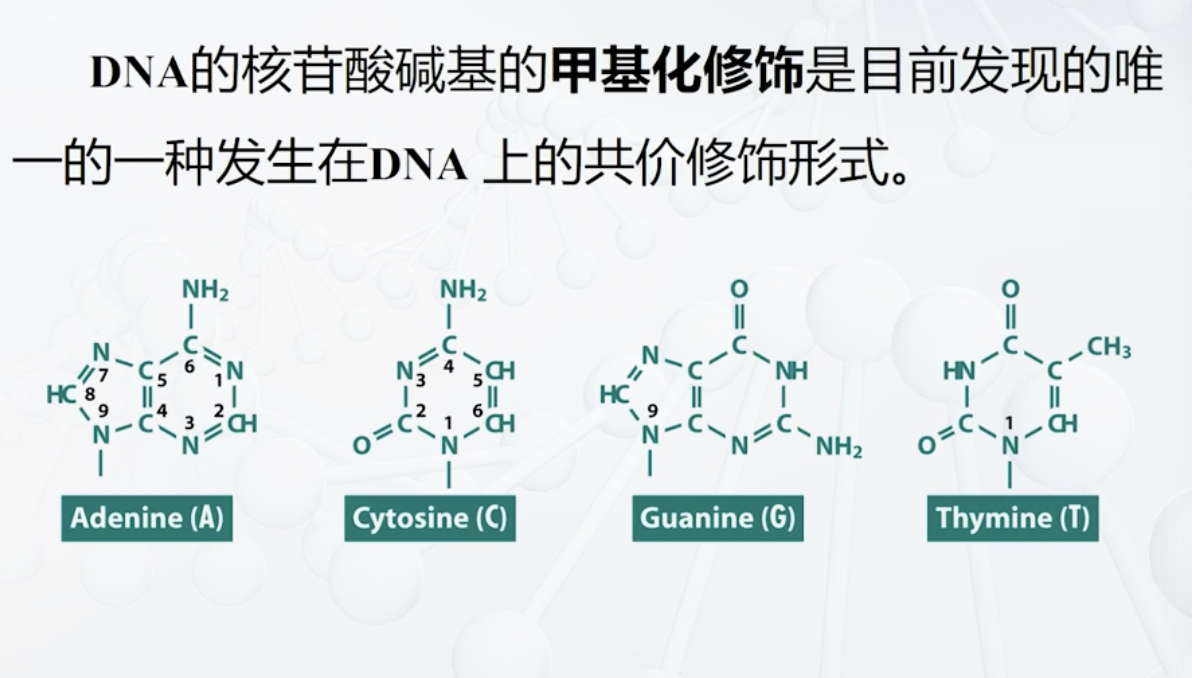 DNA的核苷酸碱基的甲基化修饰是目前发现的唯
一的一种发生在DNA 上的共价修饰形式。
NH₂
C
N
C
6
N
7
5
1
HC
8
9
4
3
2
N
C
N
CH
Adenine (A)
NH₂
C
N
3
4
5
CH
C
2
1
6
CH
O
N
Cytosine (C)
O
C
N
C
NH
HC
9
N
C
N
C
NH₂
Guanine (G)
O
C
CH₃
HN
C
C
1
CH
O
N
Thymine (T)